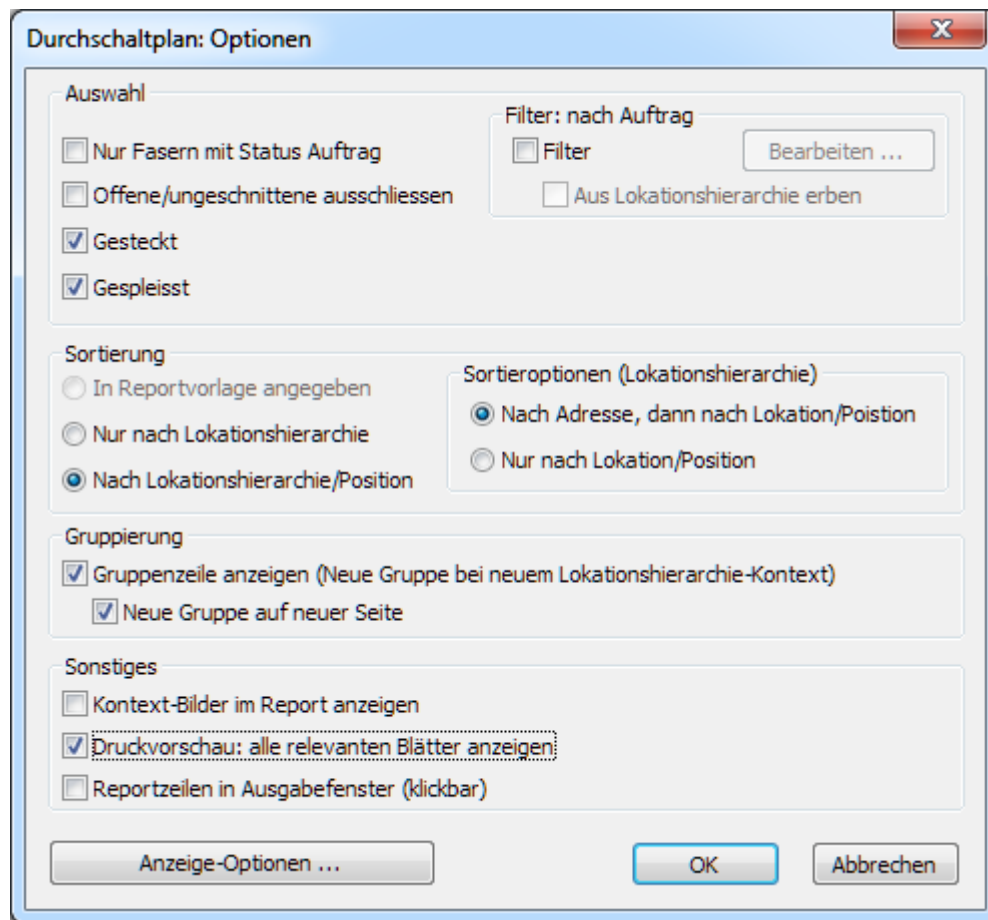 Durchschaltplan: Optionen
Auswahl
Nur Fasern mit Status Auftrag
Offene/ungeschnittene ausschliessen
Gesteckt
Gespleisst
Filter: nach Auftrag
Filter
Bearbeiten ...
Aus Lokationshierarchie erben
Sortierung
In Reportvorlage angegeben
Nur nach Lokationshierarchie
Nach Lokationshierarchie/Position
Sortieroptionen (Lokationshierarchie)
Nach Adresse, dann nach Lokation/Poistion
Nur nach Lokation/Position
Gruppierung
Gruppenzeile anzeigen (Neue Gruppe bei neuem Lokationshierarchie-Kontext)
Neue Gruppe auf neuer Seite
Sonstiges
Kontext-Bilder im Report anzeigen
Druckvorschau: alle relevanten Blätter anzeigen
Reportzeilen in Ausgabefenster (klickbar)
Anzeige-Optionen ...
OK
Abbrechen